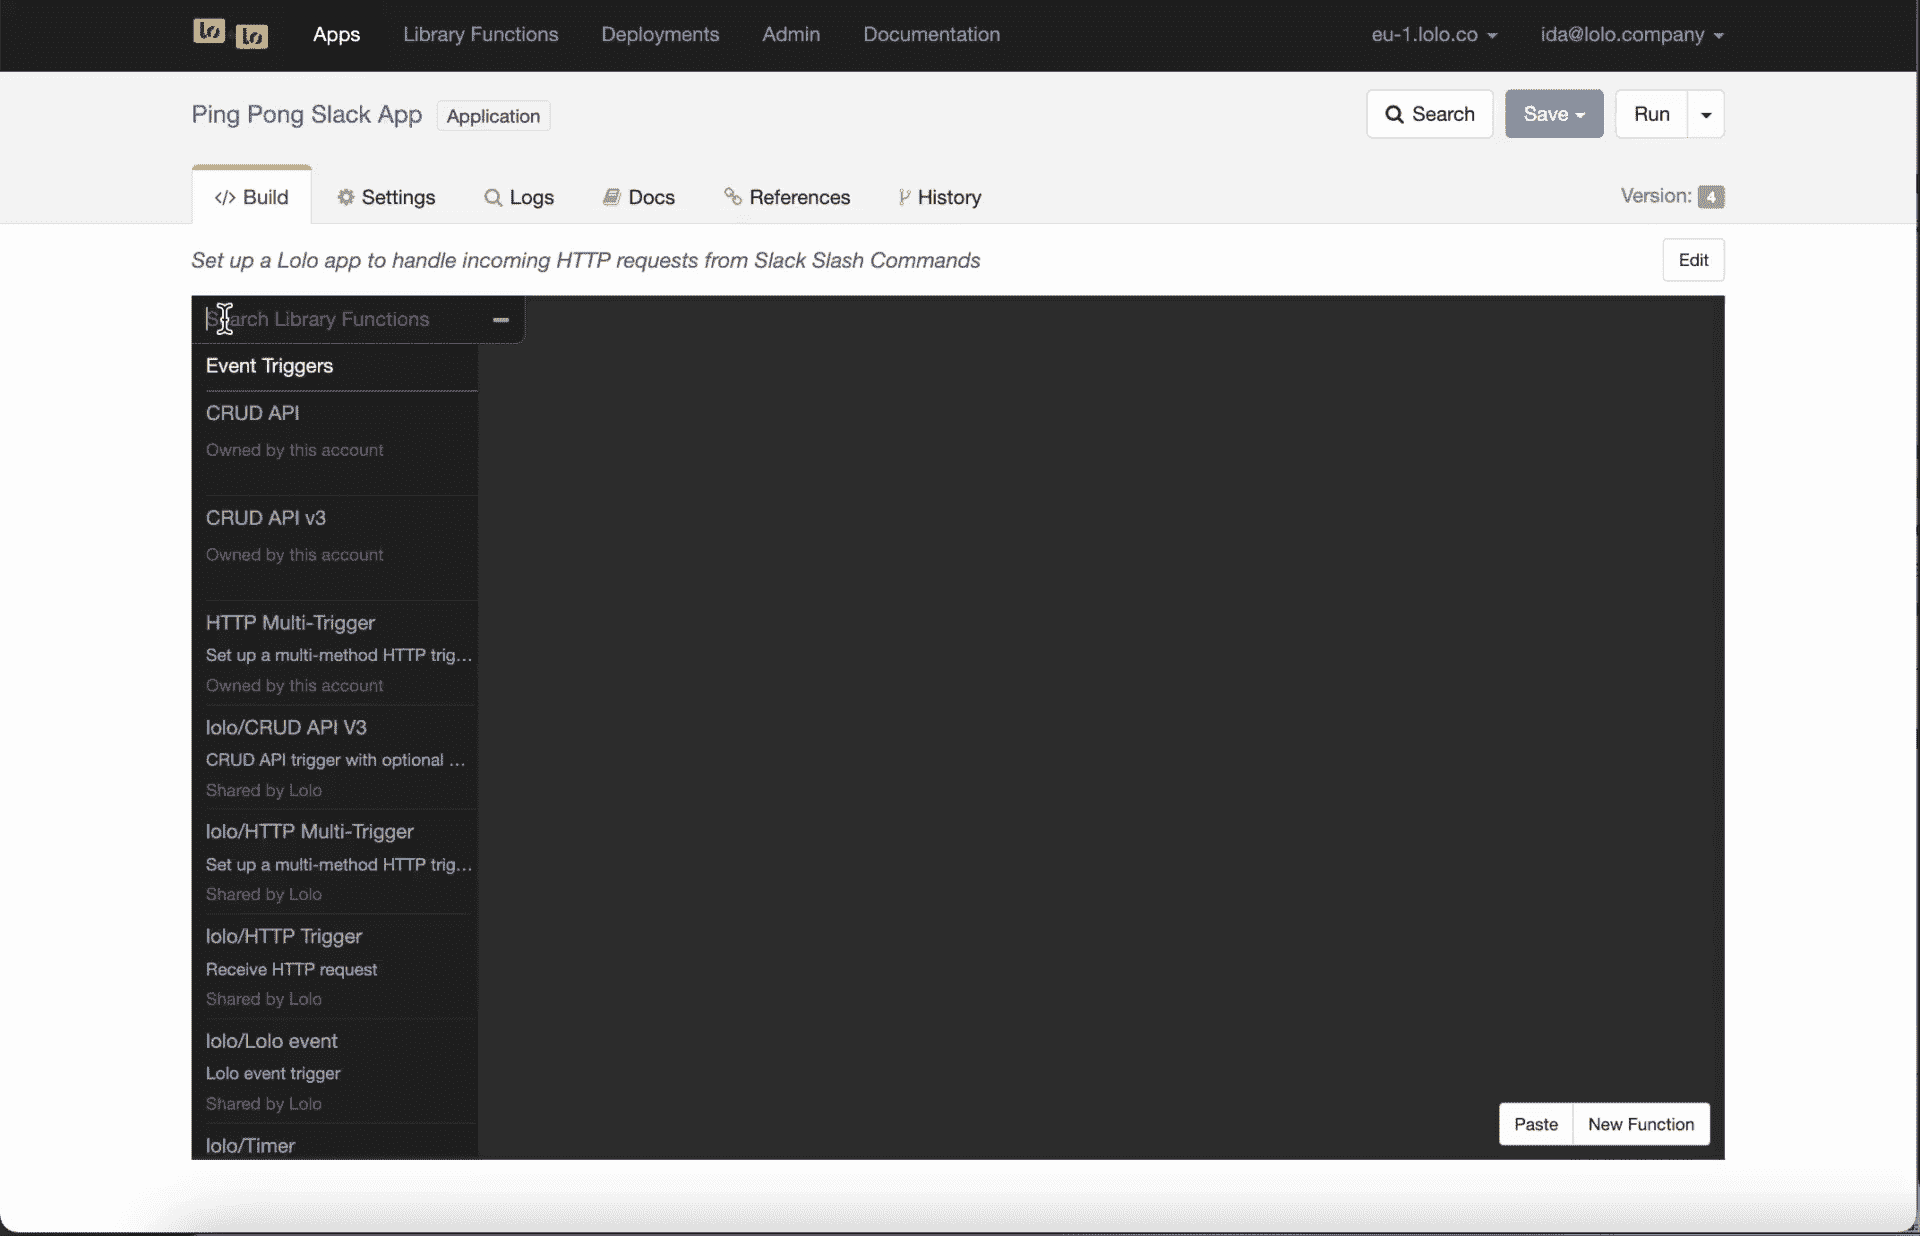 lo lo Apps Library Functions Deployments Admin Documentation eu-1.lolo.co ida@lolo.company
Ping Pong Slack App Application Search Save Run
</> Build Settings Logs Docs References History Version: 4
Set up a Lolo app to handle incoming HTTP requests from Slack Slash Commands Edit
Search Library Functions
Event Triggers
CRUD API
Owned by this account
CRUD API v3
Owned by this account
HTTP Multi-Trigger
Set up a multi-method HTTP trig...
Owned by this account
lolo/CRUD API V3
CRUD API trigger with optional ...
Shared by Lolo
lolo/HTTP Multi-Trigger
Set up a multi-method HTTP trig...
Shared by Lolo
lolo/HTTP Trigger
Receive HTTP request
Shared by Lolo
lolo/Lolo event
Lolo event trigger
Shared by Lolo
lolo/Timer
Paste New Function